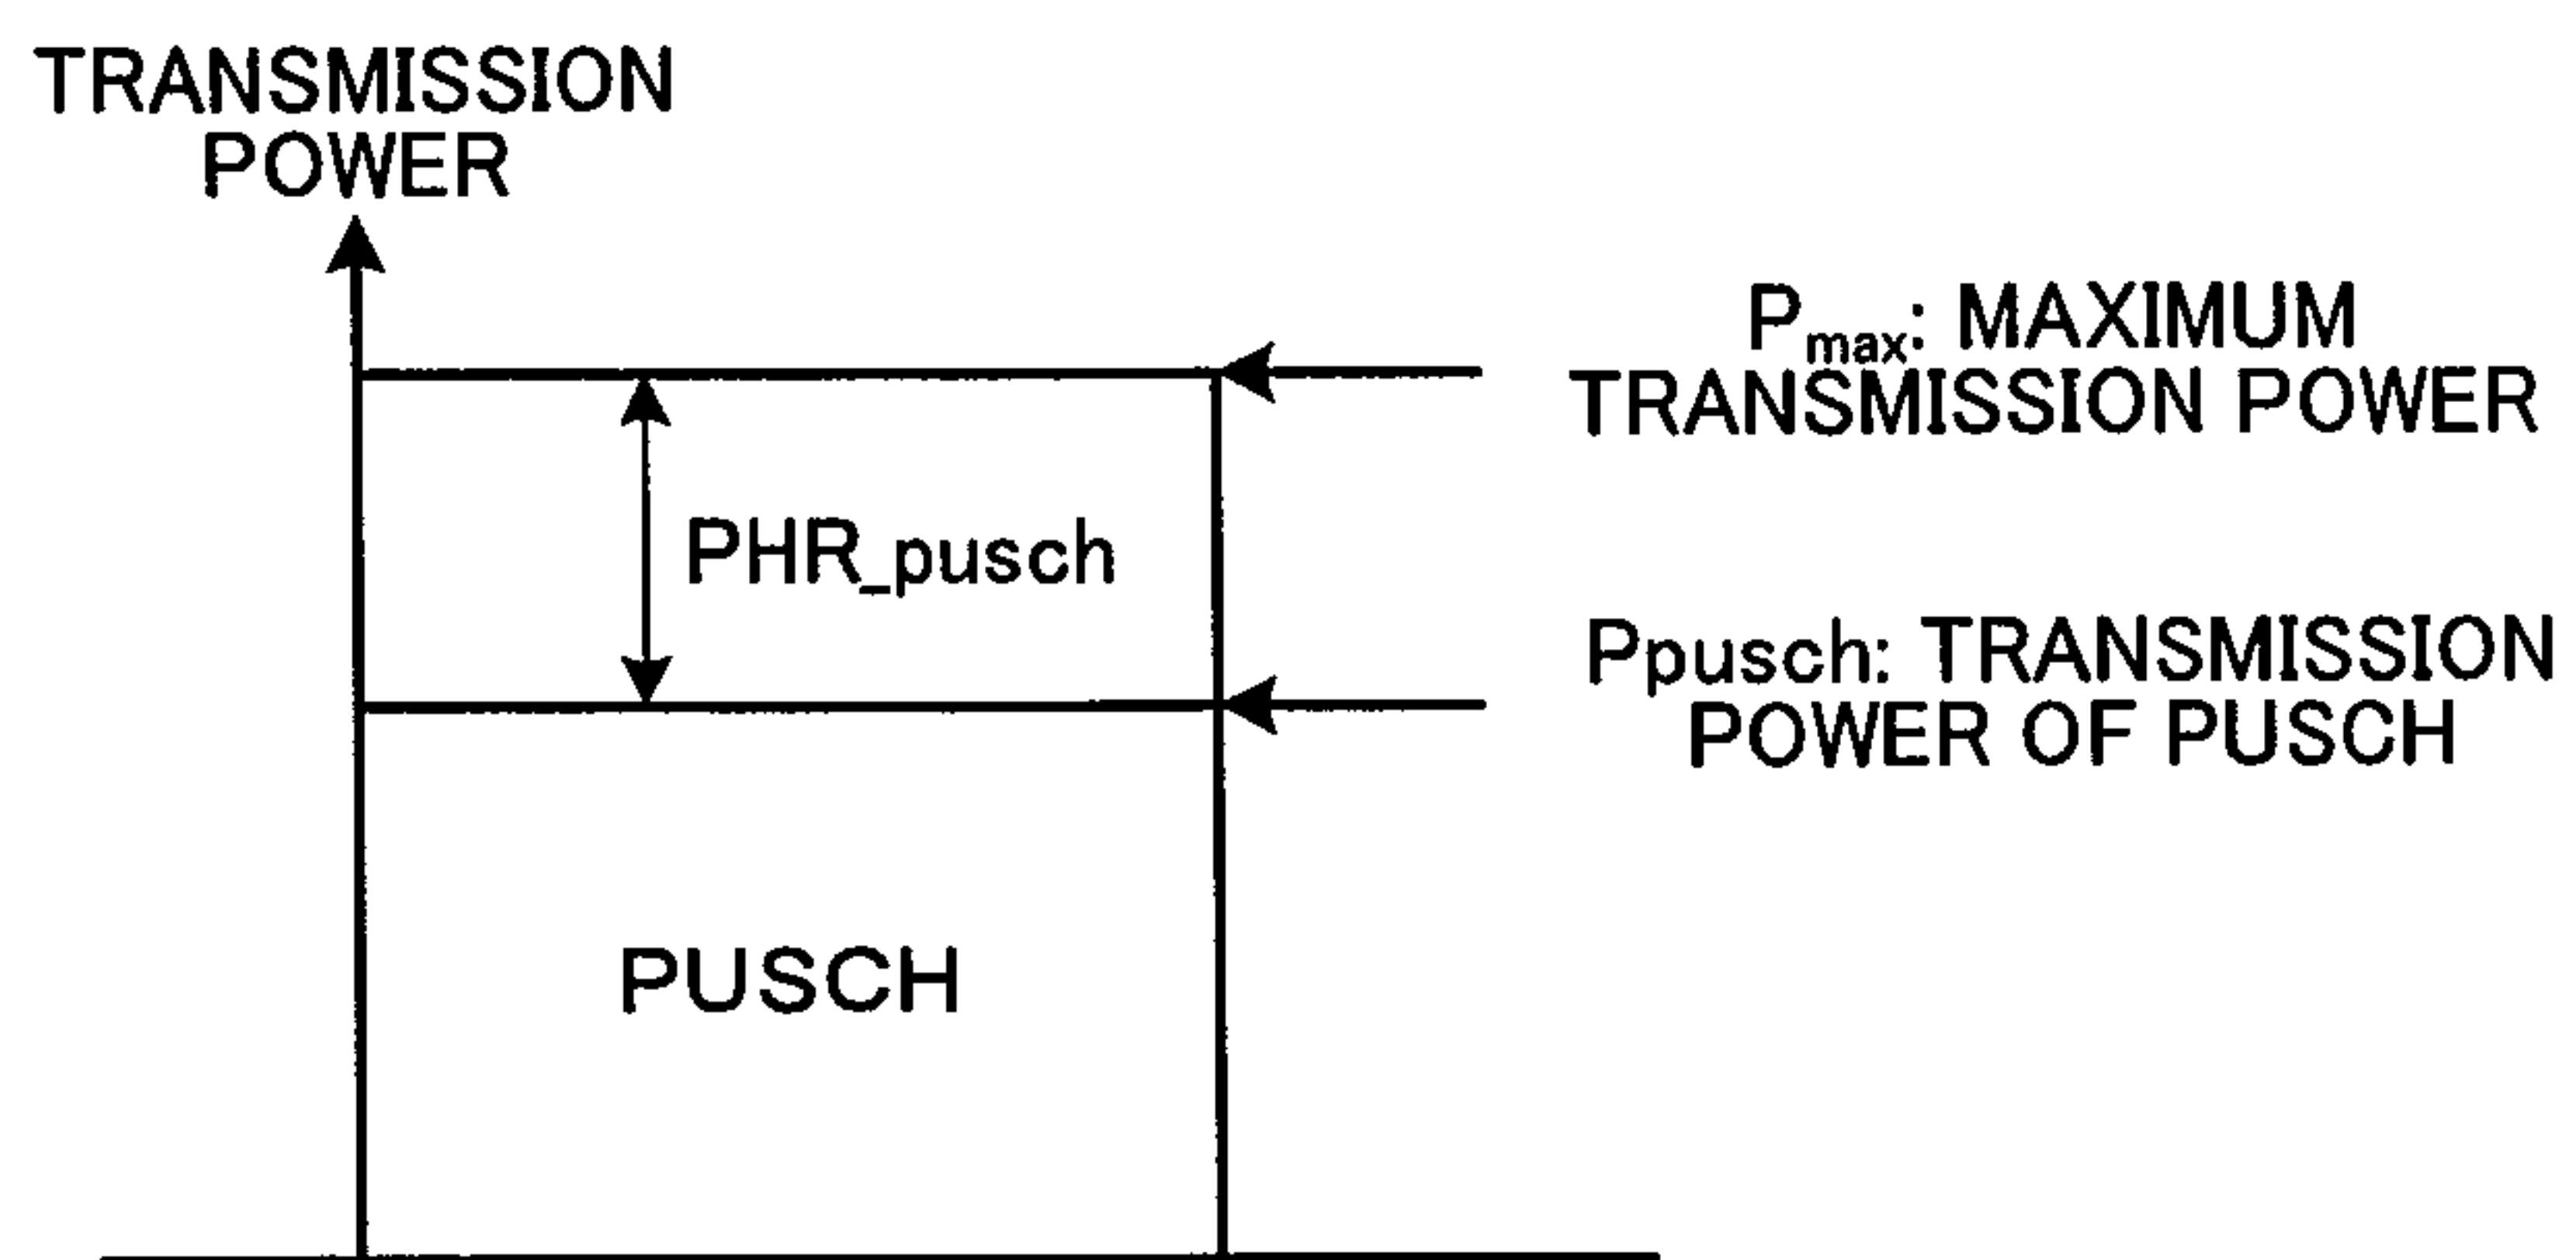 TRANSMISSION
POWER
Pmax: MAXIMUM
TRANSMISSION POWER
PHR_pusch
Ppusch: TRANSMISSION
POWER OF PUSCH
PUSCH